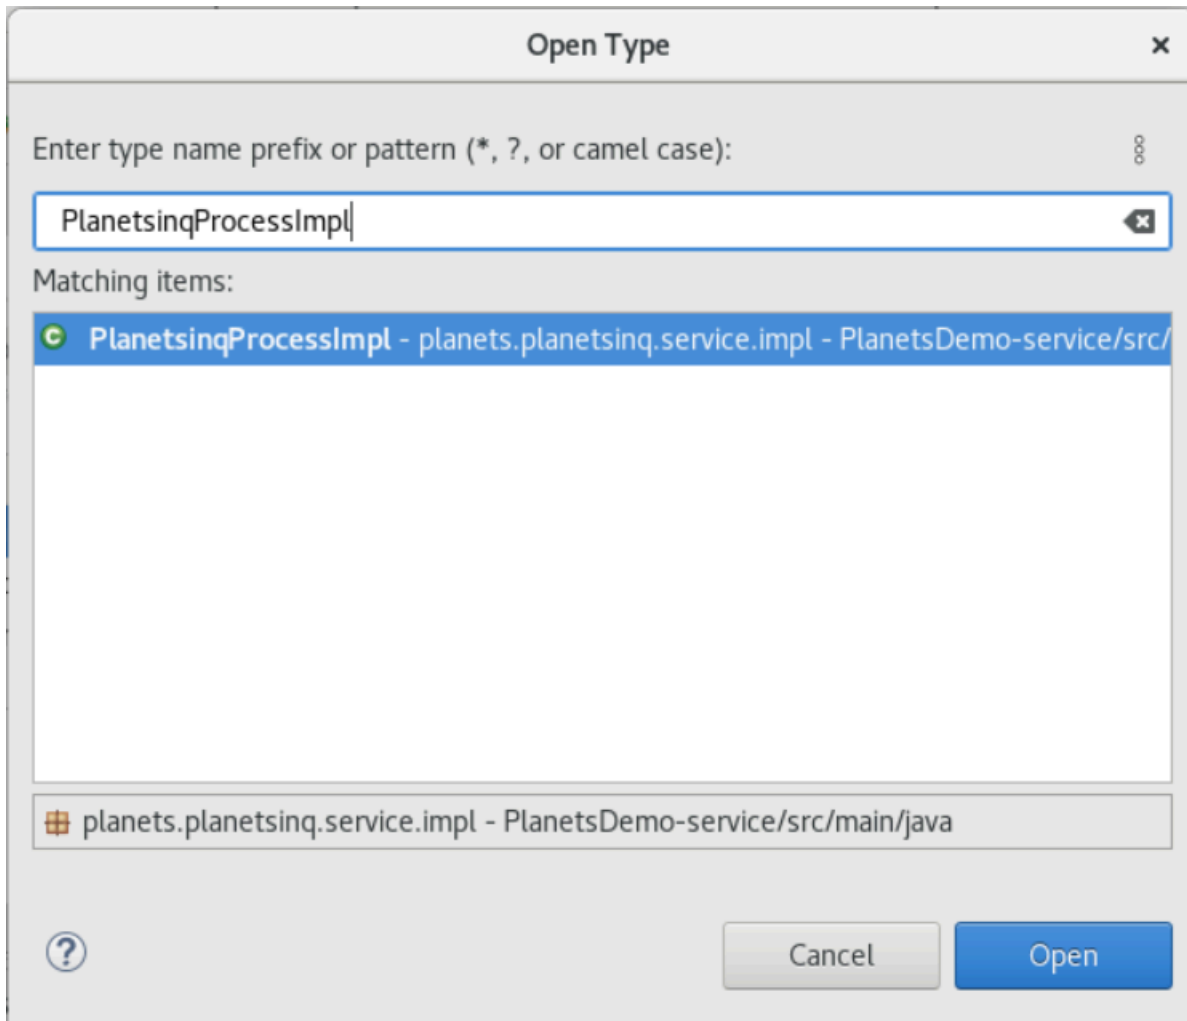 Open Type
Enter type name prefix or pattern (*, ?, or camel case):
PlanetsinqProcessImpl
Matching items:
PlanetsinqProcessImpl - planets.planetsinq.service.impl - PlanetsDemo-service/src/
planets.planetsinq.service.impl - PlanetsDemo-service/src/main/java
Cancel
Open